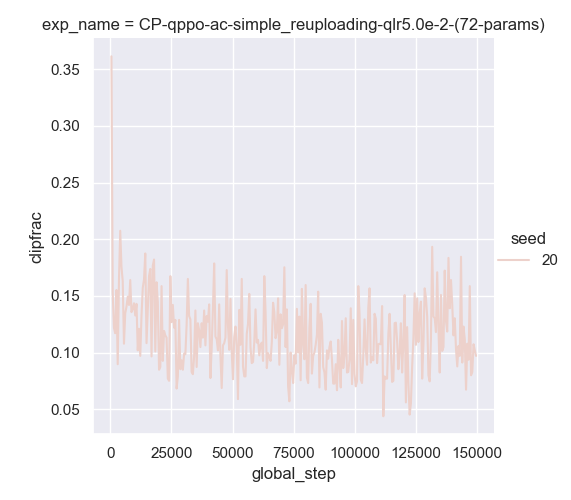 exp_name = CP-qppo-ac-simple_reuploading-qlr5.0e-2-(72-params)
0.35
0.30
0.25
0.20
0.15
0.10
0.05
clipfrac
0 25000 50000 75000 100000 125000 150000
global_step
seed
20